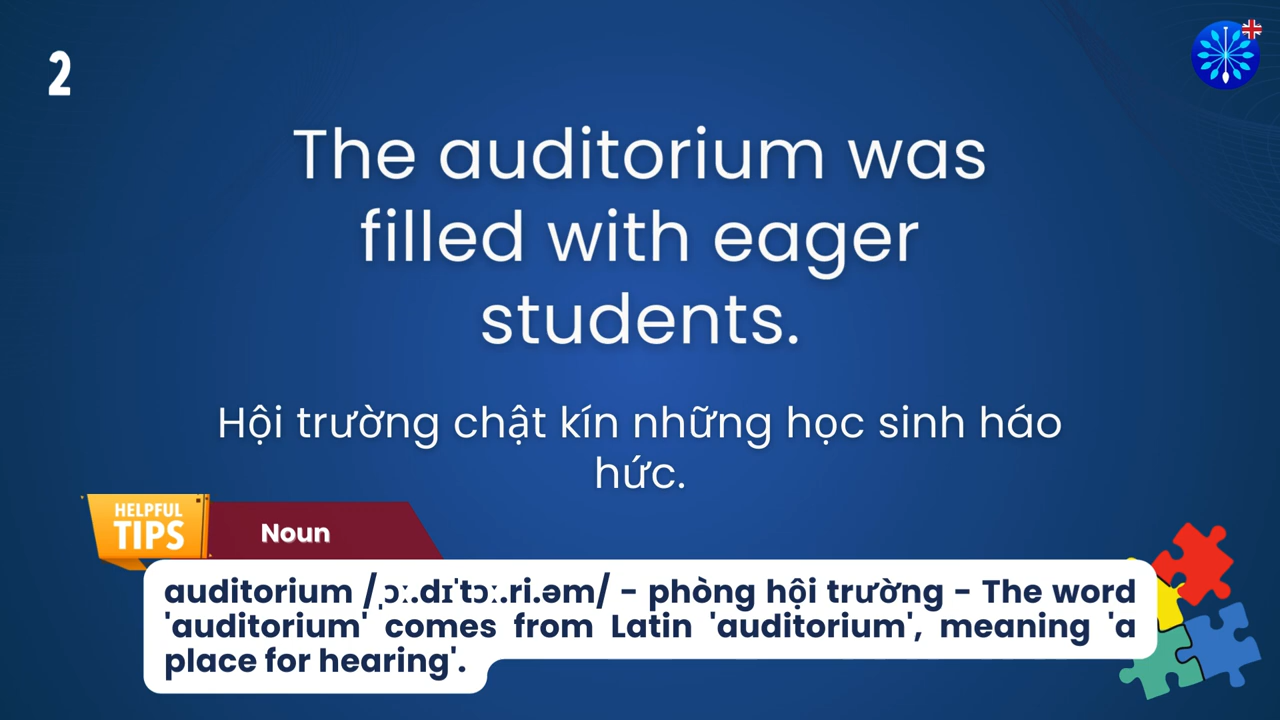 2
The auditorium was
filled with eager
students.
Hội trường chật kín những học sinh háo
hức.
HELPFUL
TIPS
Noun
auditorium /ˌɔː.dɪˈtɔː.ri.əm/ - phòng hội trường - The word
'auditorium' comes from Latin 'auditorium', meaning 'a
place for hearing'.